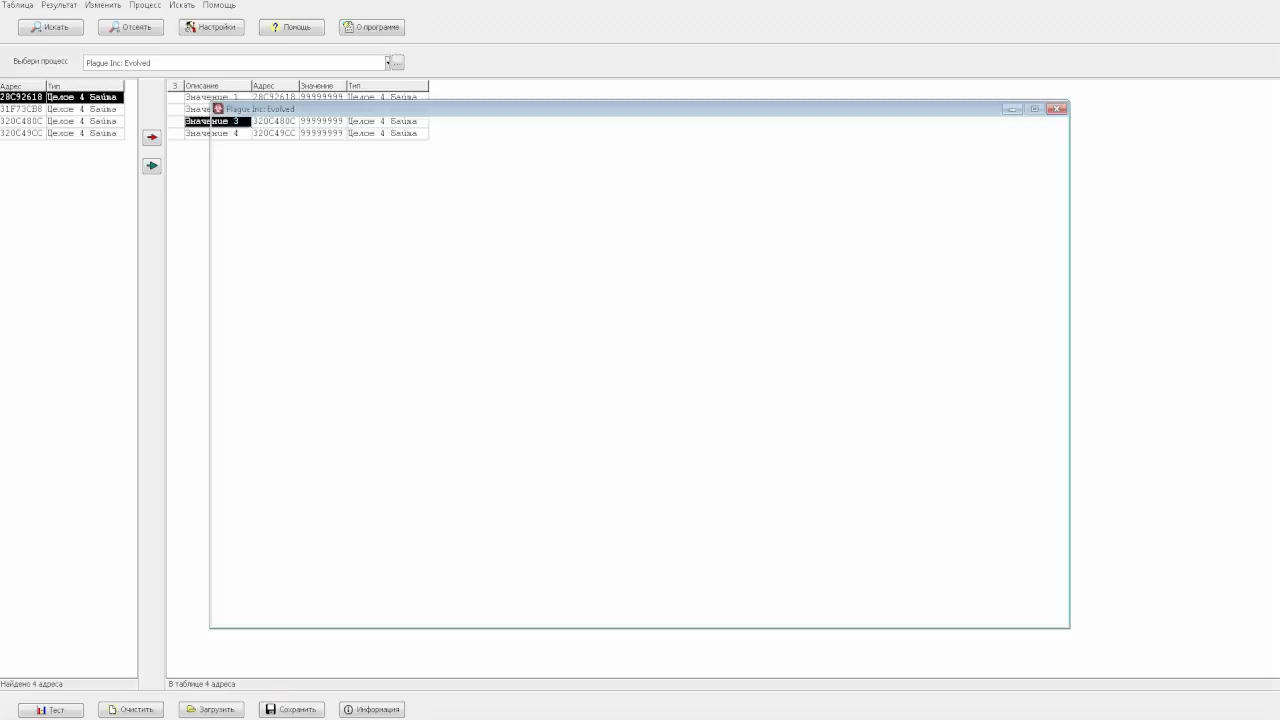 Таблица Результат Изменить Процесс Искать Помощь
Искать Отсеять Настройки Помощь О программе
Выбери процесс Plague Inc: Evolved ...
Адрес Тип
28C92618 Целое 4 Байта
31F73CB8 Целое 4 Байта
320C480C Целое 4 Байта
320C49CC Целое 4 Байта
З. Описание Адрес Значение Тип
Значение 1 28C92618 99999999 Целое 4 Байта
Plague Inc: Evolved
Значение 3 320C480C 99999999 Целое 4 Байта
Значение 4 320C49CC 99999999 Целое 4 Байта
Найдено 4 адреса В таблице 4 адреса
Тест Очистить Загрузить Сохранить Информация